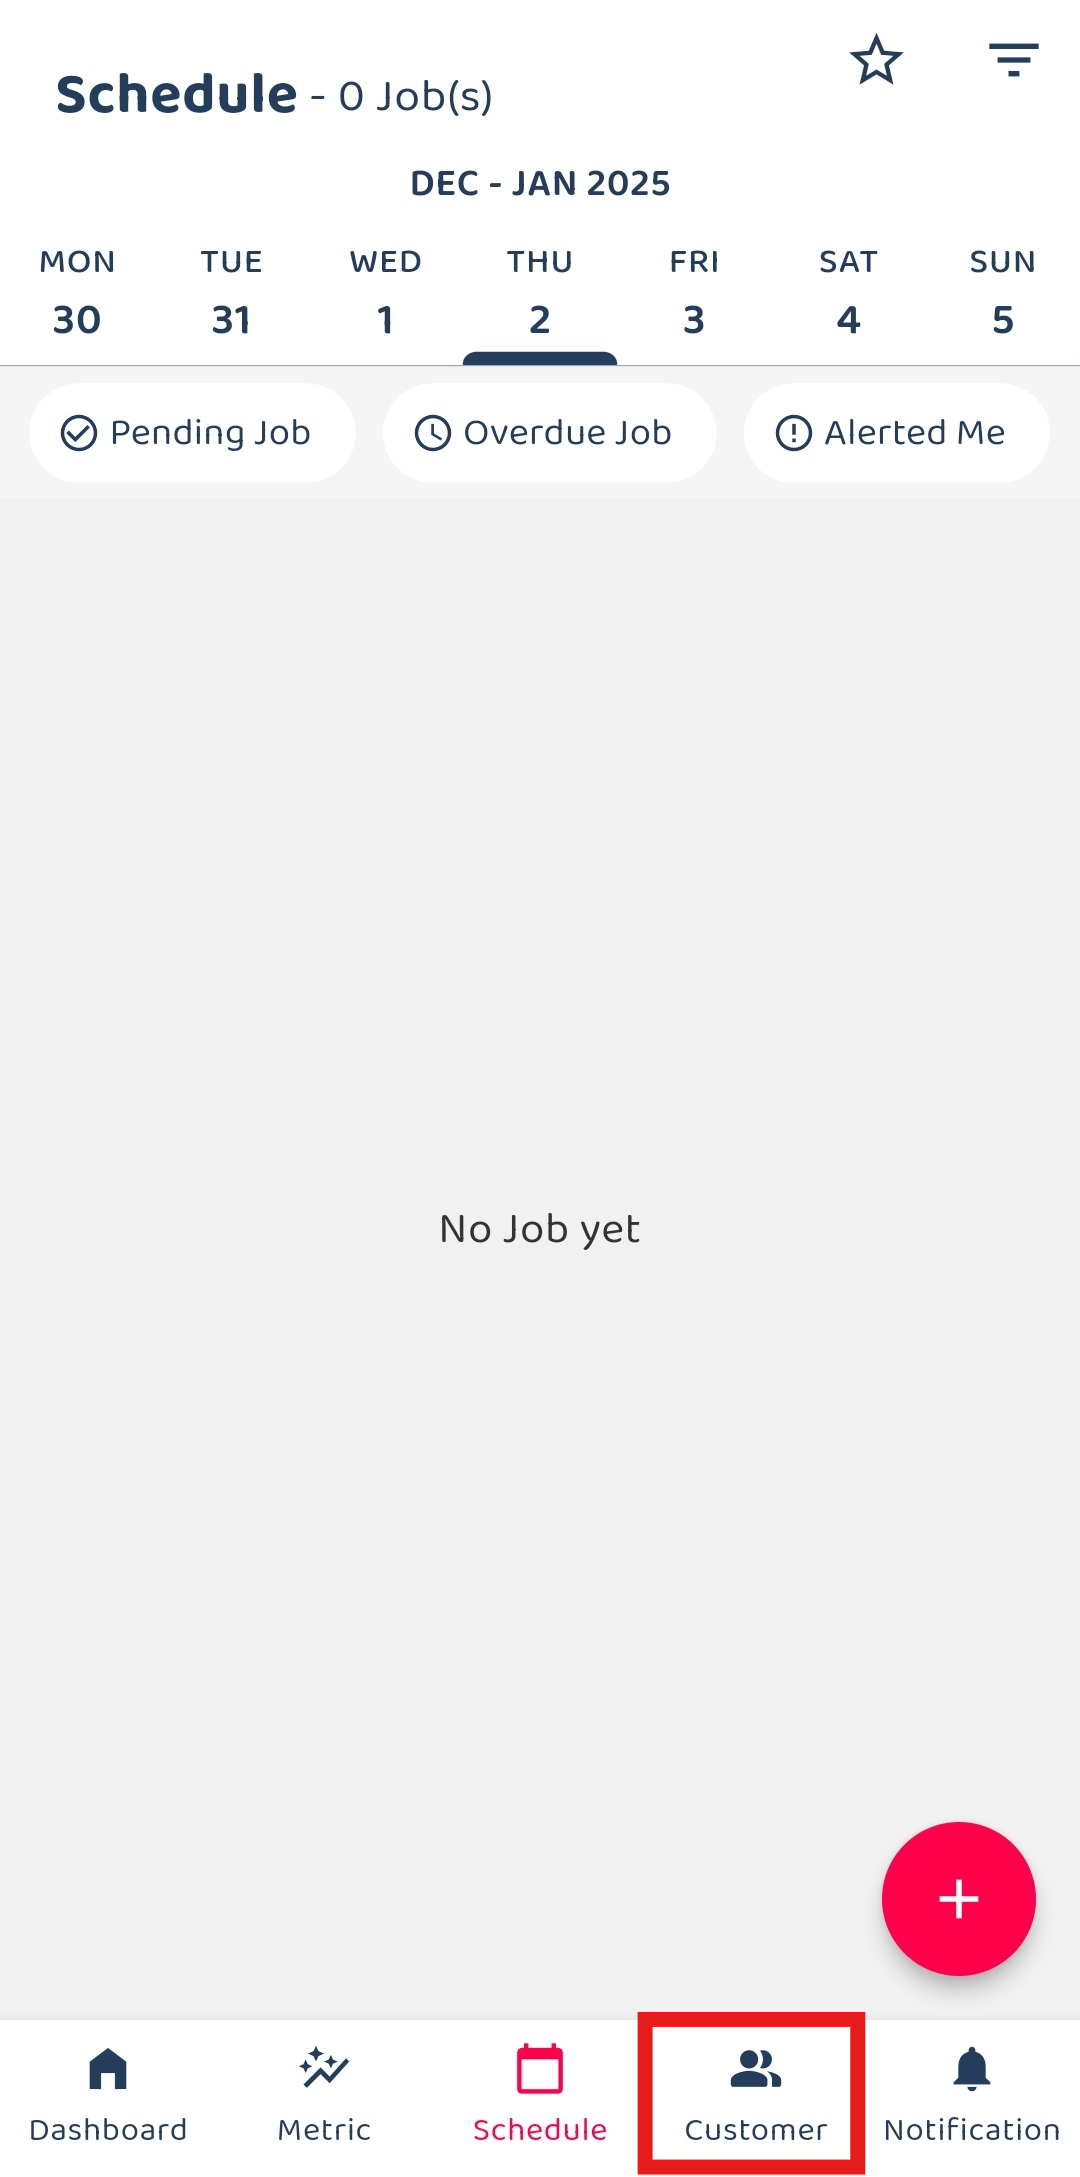 Schedule - 0 Job(s)
DEC - JAN 2025
MON TUE WED THU FRI SAT SUN
30 31 1 2 3 4 5
Pending Job Overdue Job Alerted Me
No Job yet
Dashboard Metric Schedule Customer Notification